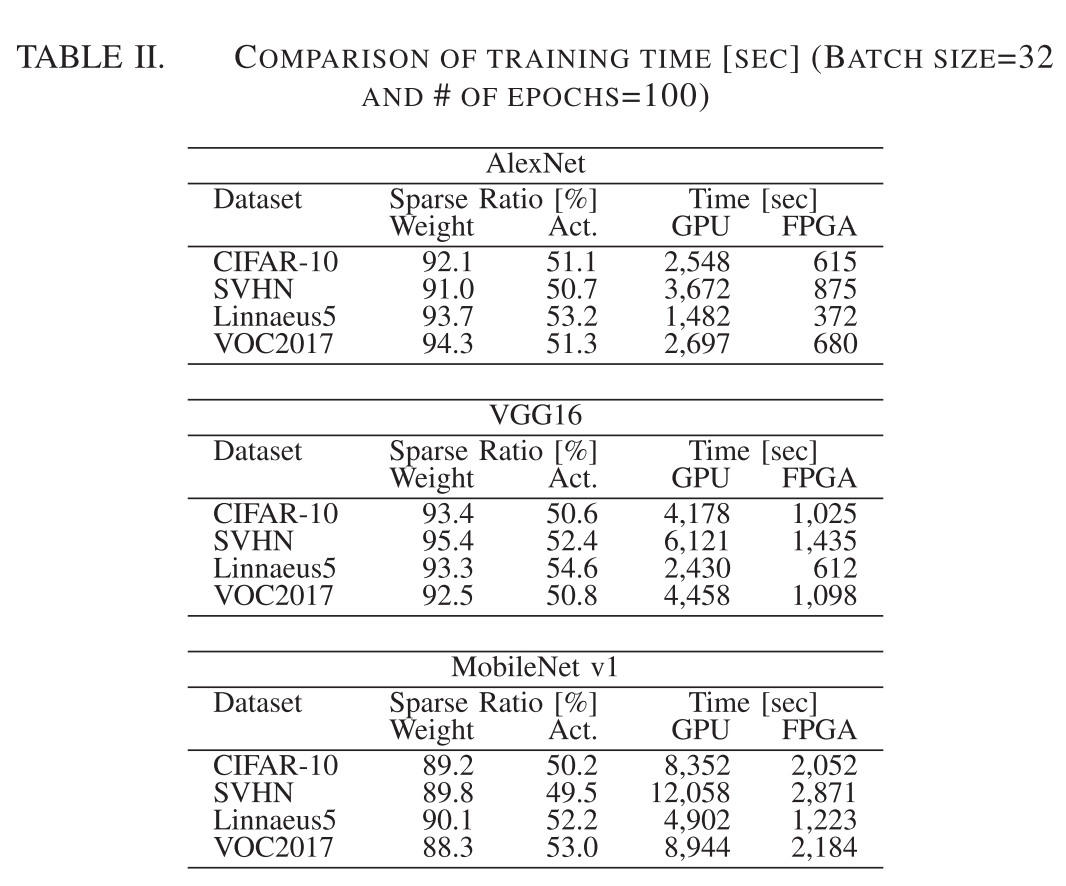 TABLE II. COMPARISON OF TRAINING TIME [SEC] (BATCH SIZE=32
AND # OF EPOCHS=100)
AlexNet
Dataset Sparse Ratio [%] Time [sec]
Weight Act. GPU FPGA
CIFAR-10 92.1 51.1 2,548 615
SVHN 91.0 50.7 3,672 875
Linnaeus5 93.7 53.2 1,482 372
VOC2017 94.3 51.3 2,697 680
VGG16
Dataset Sparse Ratio [%] Time [sec]
Weight Act. GPU FPGA
CIFAR-10 93.4 50.6 4,178 1,025
SVHN 95.4 52.4 6,121 1,435
Linnaeus5 93.3 54.6 2,430 612
VOC2017 92.5 50.8 4,458 1,098
MobileNet v1
Dataset Sparse Ratio [%] Time [sec]
Weight Act. GPU FPGA
CIFAR-10 89.2 50.2 8,352 2,052
SVHN 89.8 49.5 12,058 2,871
Linnaeus5 90.1 52.2 4,902 1,223
VOC2017 88.3 53.0 8,944 2,184